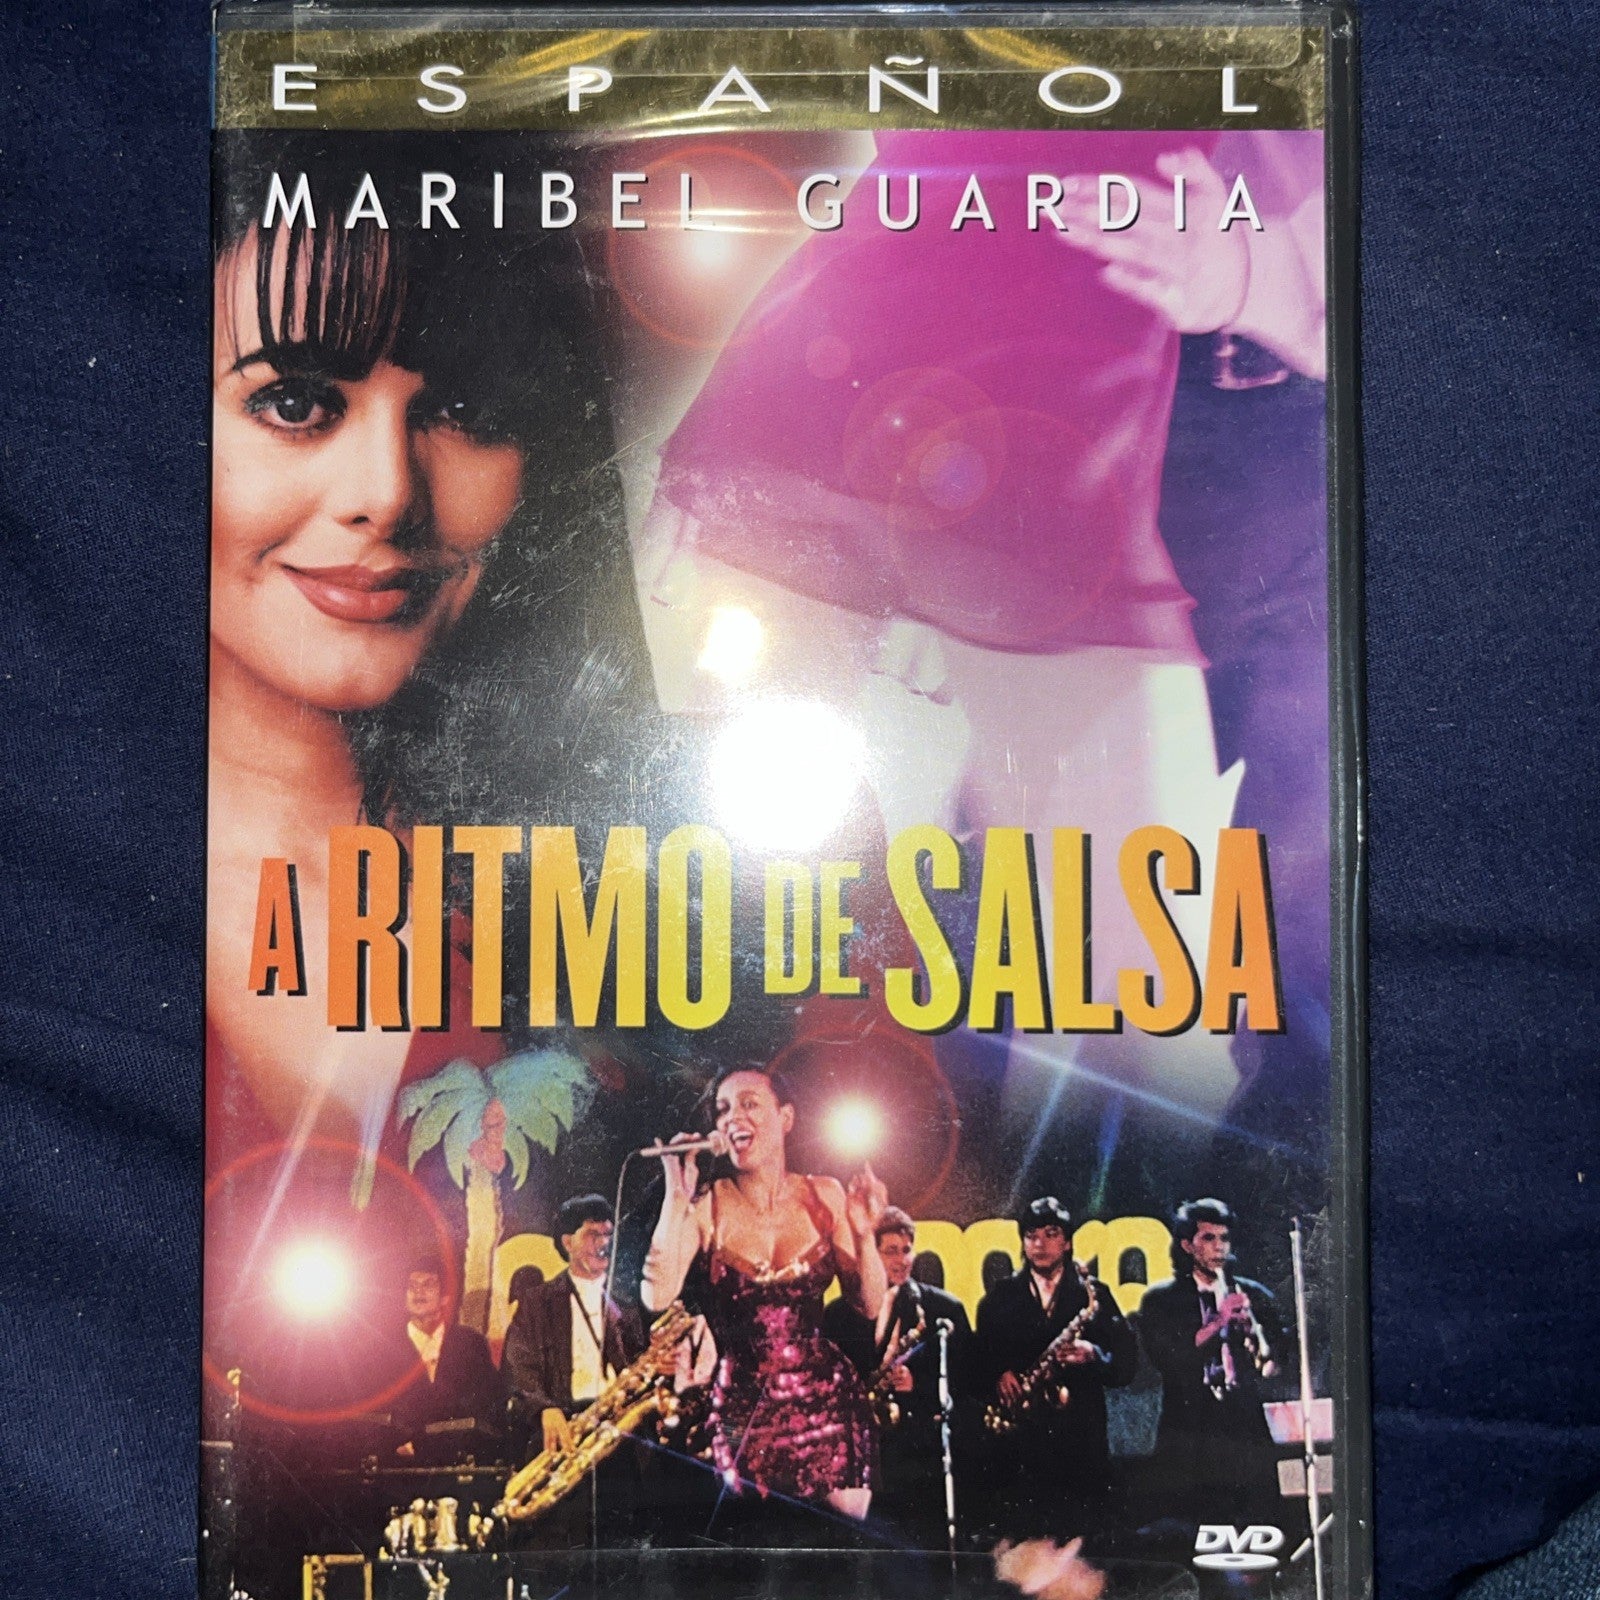 ESPAÑOL
MARIBEL GUARDIA
A RITMO DE SALSA
DVD